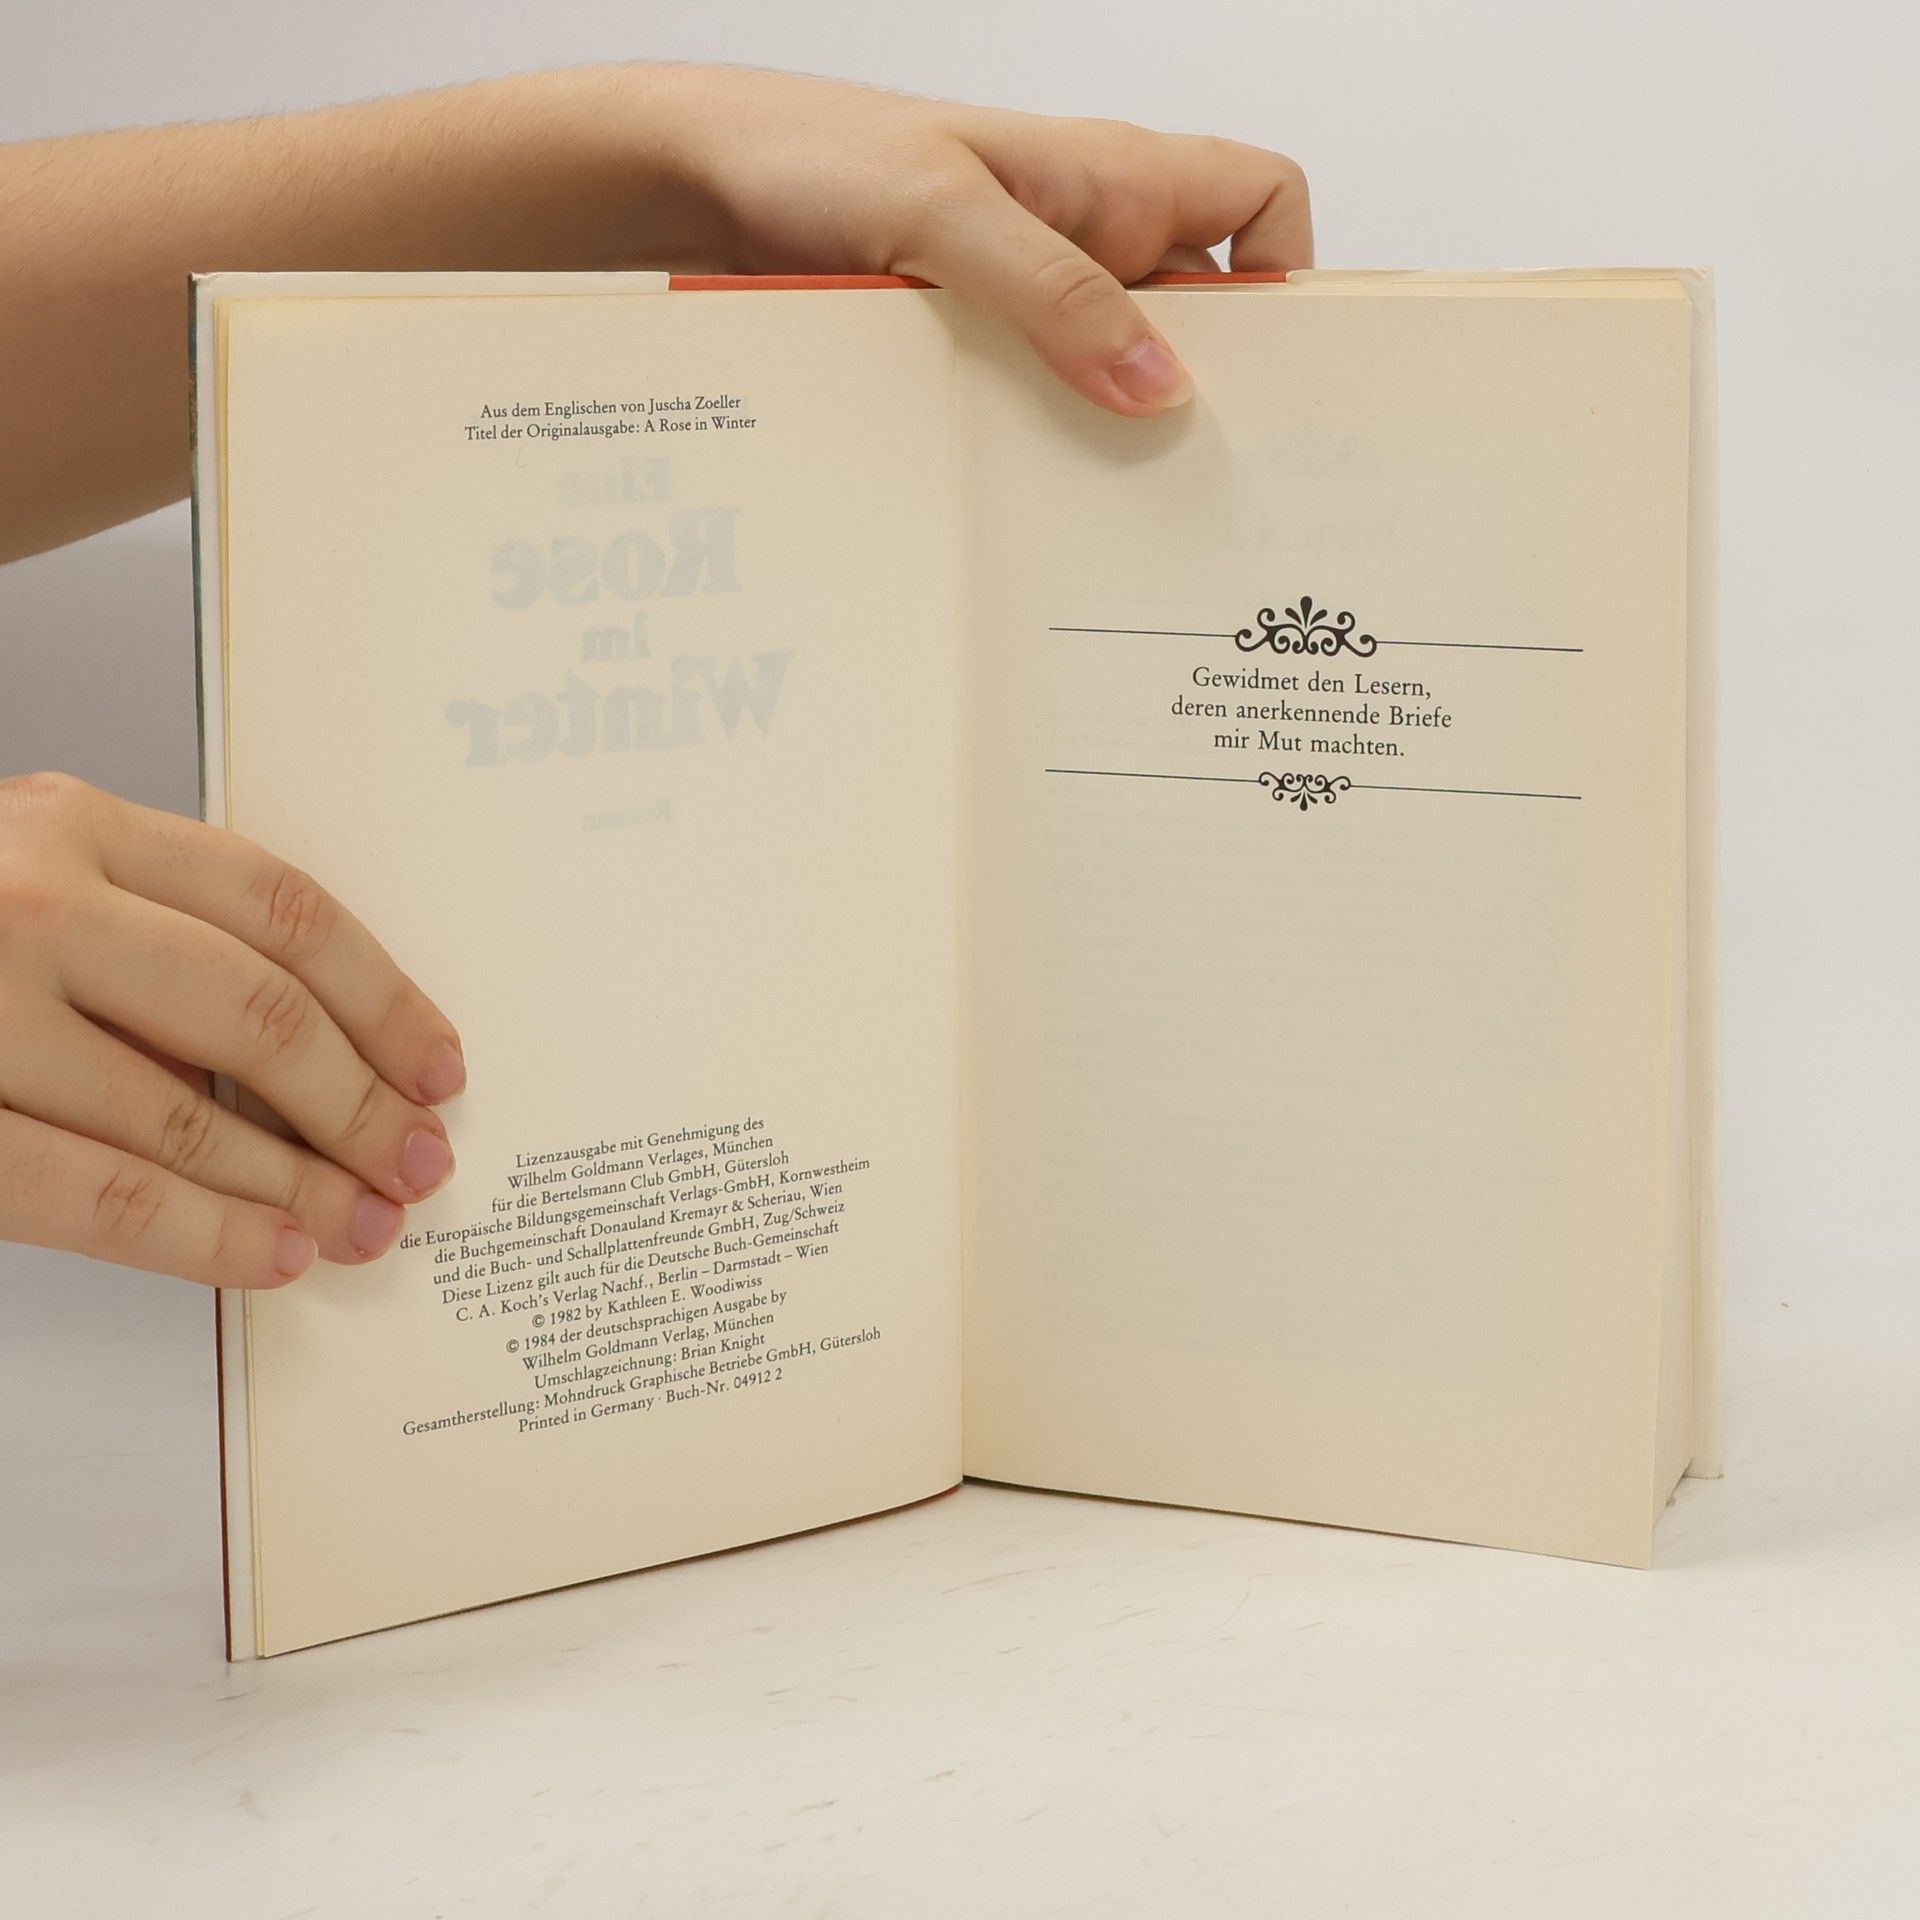 Aus dem Englischen von Juscha Zoeller
Titel der Originalausgabe: A Rose in Winter
Eine
Rose
im
Winter
Roman
Lizenzausgabe mit Genehmigung des
Wilhelm Goldmann Verlages, München
für die Bertelsmann Club GmbH, Gütersloh
die Europäische Bildungsgemeinschaft Verlags-GmbH, Kornwestheim
die Buchgemeinschaft Donauland Kremayr & Scheriau, Wien
und die Buch- und Schallplattenfreunde GmbH, Zug/Schweiz
Diese Lizenz gilt auch für die Deutsche Buch-Gemeinschaft
C. A. Koch's Verlag Nachf., Berlin – Darmstadt – Wien
© 1982 by Kathleen E. Woodiwiss
© 1984 der deutschsprachigen Ausgabe by
Wilhelm Goldmann Verlag, München
Umschlagzeichnung: Brian Knight
Gesamtherstellung: Mohndruck Graphische Betriebe GmbH, Gütersloh
Printed in Germany · Buch-Nr. 04912 2
Gewidmet den Lesern,
deren anerkennende Briefe
mir Mut machten.